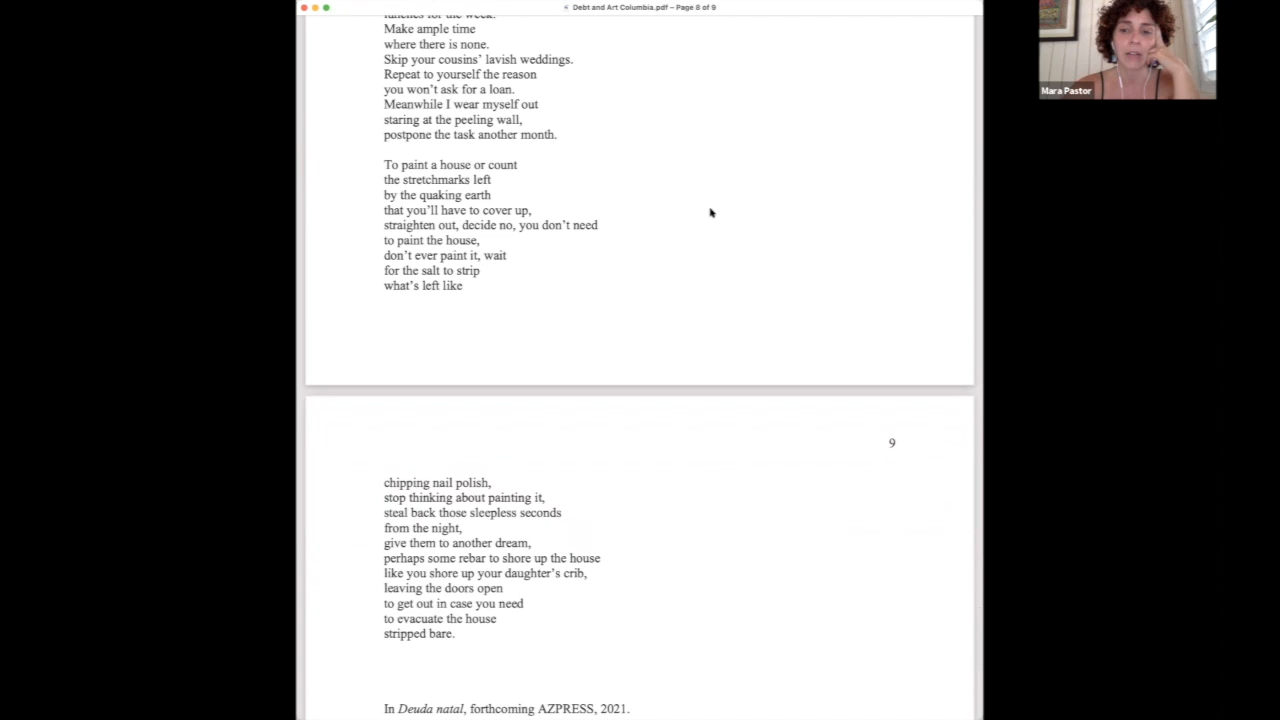 Debt and Art Columbia.pdf – Page 8 of 9
lunches for the week.
Make ample time
where there is none.
Skip your cousins’ lavish weddings.
Repeat to yourself the reason
you won’t ask for a loan.
Meanwhile I wear myself out
staring at the peeling wall,
postpone the task another month.
To paint a house or count
the stretchmarks left
by the quaking earth
that you’ll have to cover up,
straighten out, decide no, you don’t need
to paint the house,
don’t ever paint it, wait
for the salt to strip
what’s left like
9
chipping nail polish,
stop thinking about painting it,
steal back those sleepless seconds
from the night,
give them to another dream,
perhaps some rebar to shore up the house
like you shore up your daughter’s crib,
leaving the doors open
to get out in case you need
to evacuate the house
stripped bare.
In Deuda natal, forthcoming AZPRESS, 2021.
Mara Pastor